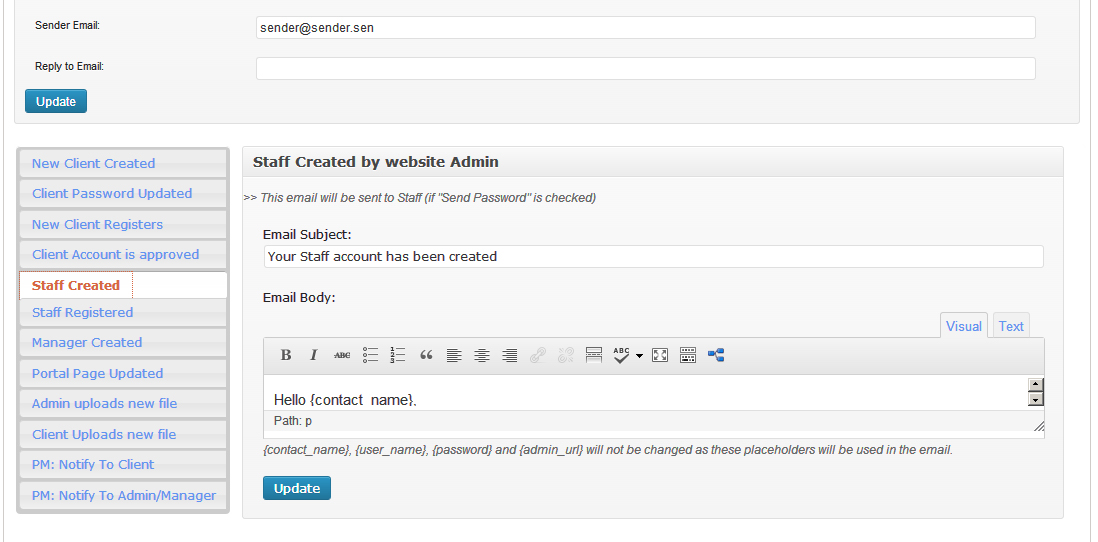 Sender Email:
sender@sender.sen
Reply to Email:
Update
New Client Created
Client Password Updated
New Client Registers
Client Account is approved
Staff Created
Staff Registered
Manager Created
Portal Page Updated
Admin uploads new file
Client Uploads new file
PM: Notify To Client
PM: Notify To Admin/Manager
Staff Created by website Admin
>> This email will be sent to Staff (if "Send Password" is checked)
Email Subject:
Your Staff account has been created
Email Body:
Visual Text
B I ABC 1 2 3 “ ABC
Hello {contact_name},
Path: p
{contact_name}, {user_name}, {password} and {admin_url} will not be changed as these placeholders will be used in the email.
Update